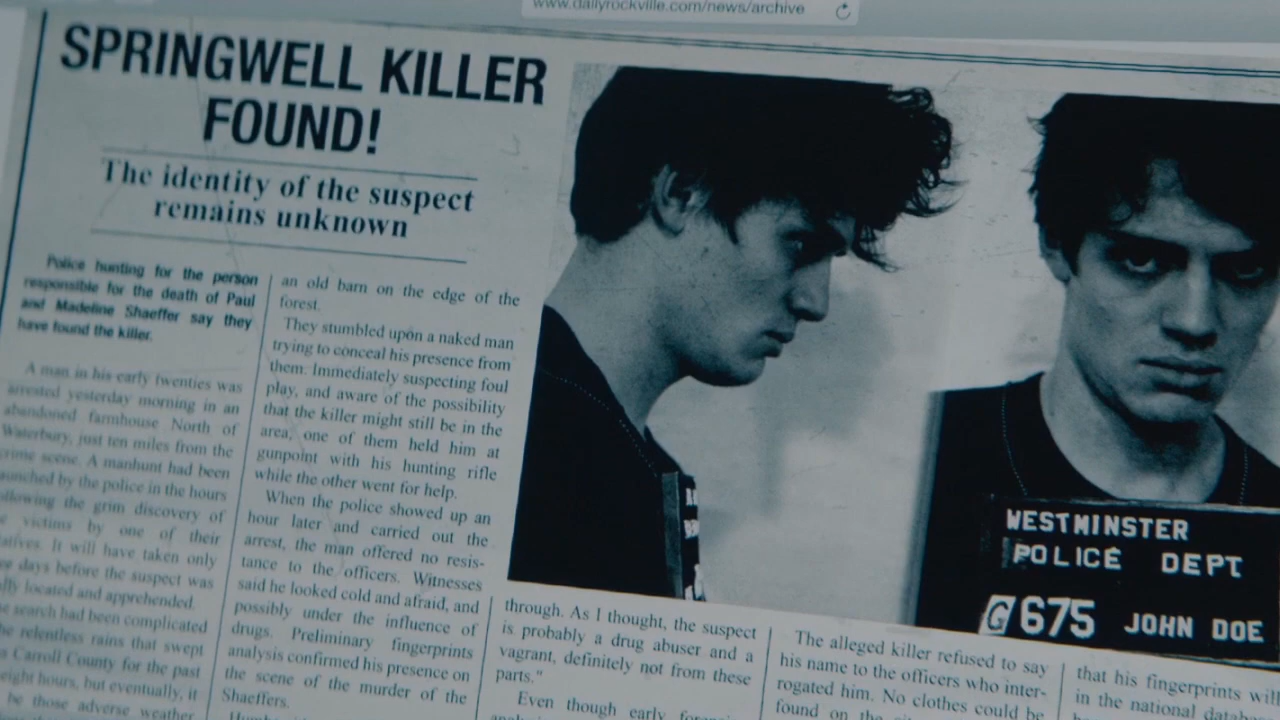 www.dailyrockville.com/news/archive
SPRINGWELL KILLER
FOUND!
The identity of the suspect
remains unknown
Police hunting for the person
responsible for the death of Paul
and Madeline Shaeffer say they
have found the killer.
A man in his early twenties was
arrested yesterday morning in an
abandoned farmhouse North of
Waterbury, just ten miles from the
crime scene. A manhunt had been
launched by the police in the hours
following the grim discovery of
victims by one of their
It will have taken only
days before the suspect was
located and apprehended.
search had been complicated
relentless rains that swept
Carroll County for the past
eight hours, but eventually, it
be those adverse weather
an old barn on the edge of the
forest.
They stumbled upon a naked man
trying to conceal his presence from
them. Immediately suspecting foul
play, and aware of the possibility
that the killer might still be in the
area, one of them held him at
gunpoint with his hunting rifle
while the other went for help.
When the police showed up an
hour later and carried out the
arrest, the man offered no resis-
tance to the officers. Witnesses
said he looked cold and afraid, and
possibly under the influence of
drugs. Preliminary fingerprints
analysis confirmed his presence on
the scene of the murder of the
Shaeffers.
through. As I thought, the suspect
is probably a drug abuser and a
vagrant, definitely not from these
parts."
Even though early
The alleged killer refused to say
his name to the officers who inter-
rogated him. No clothes could be
found on the
that his fingerprints will
in the national
WESTMINSTER
POLICE DEPT
G675 JOHN DOE